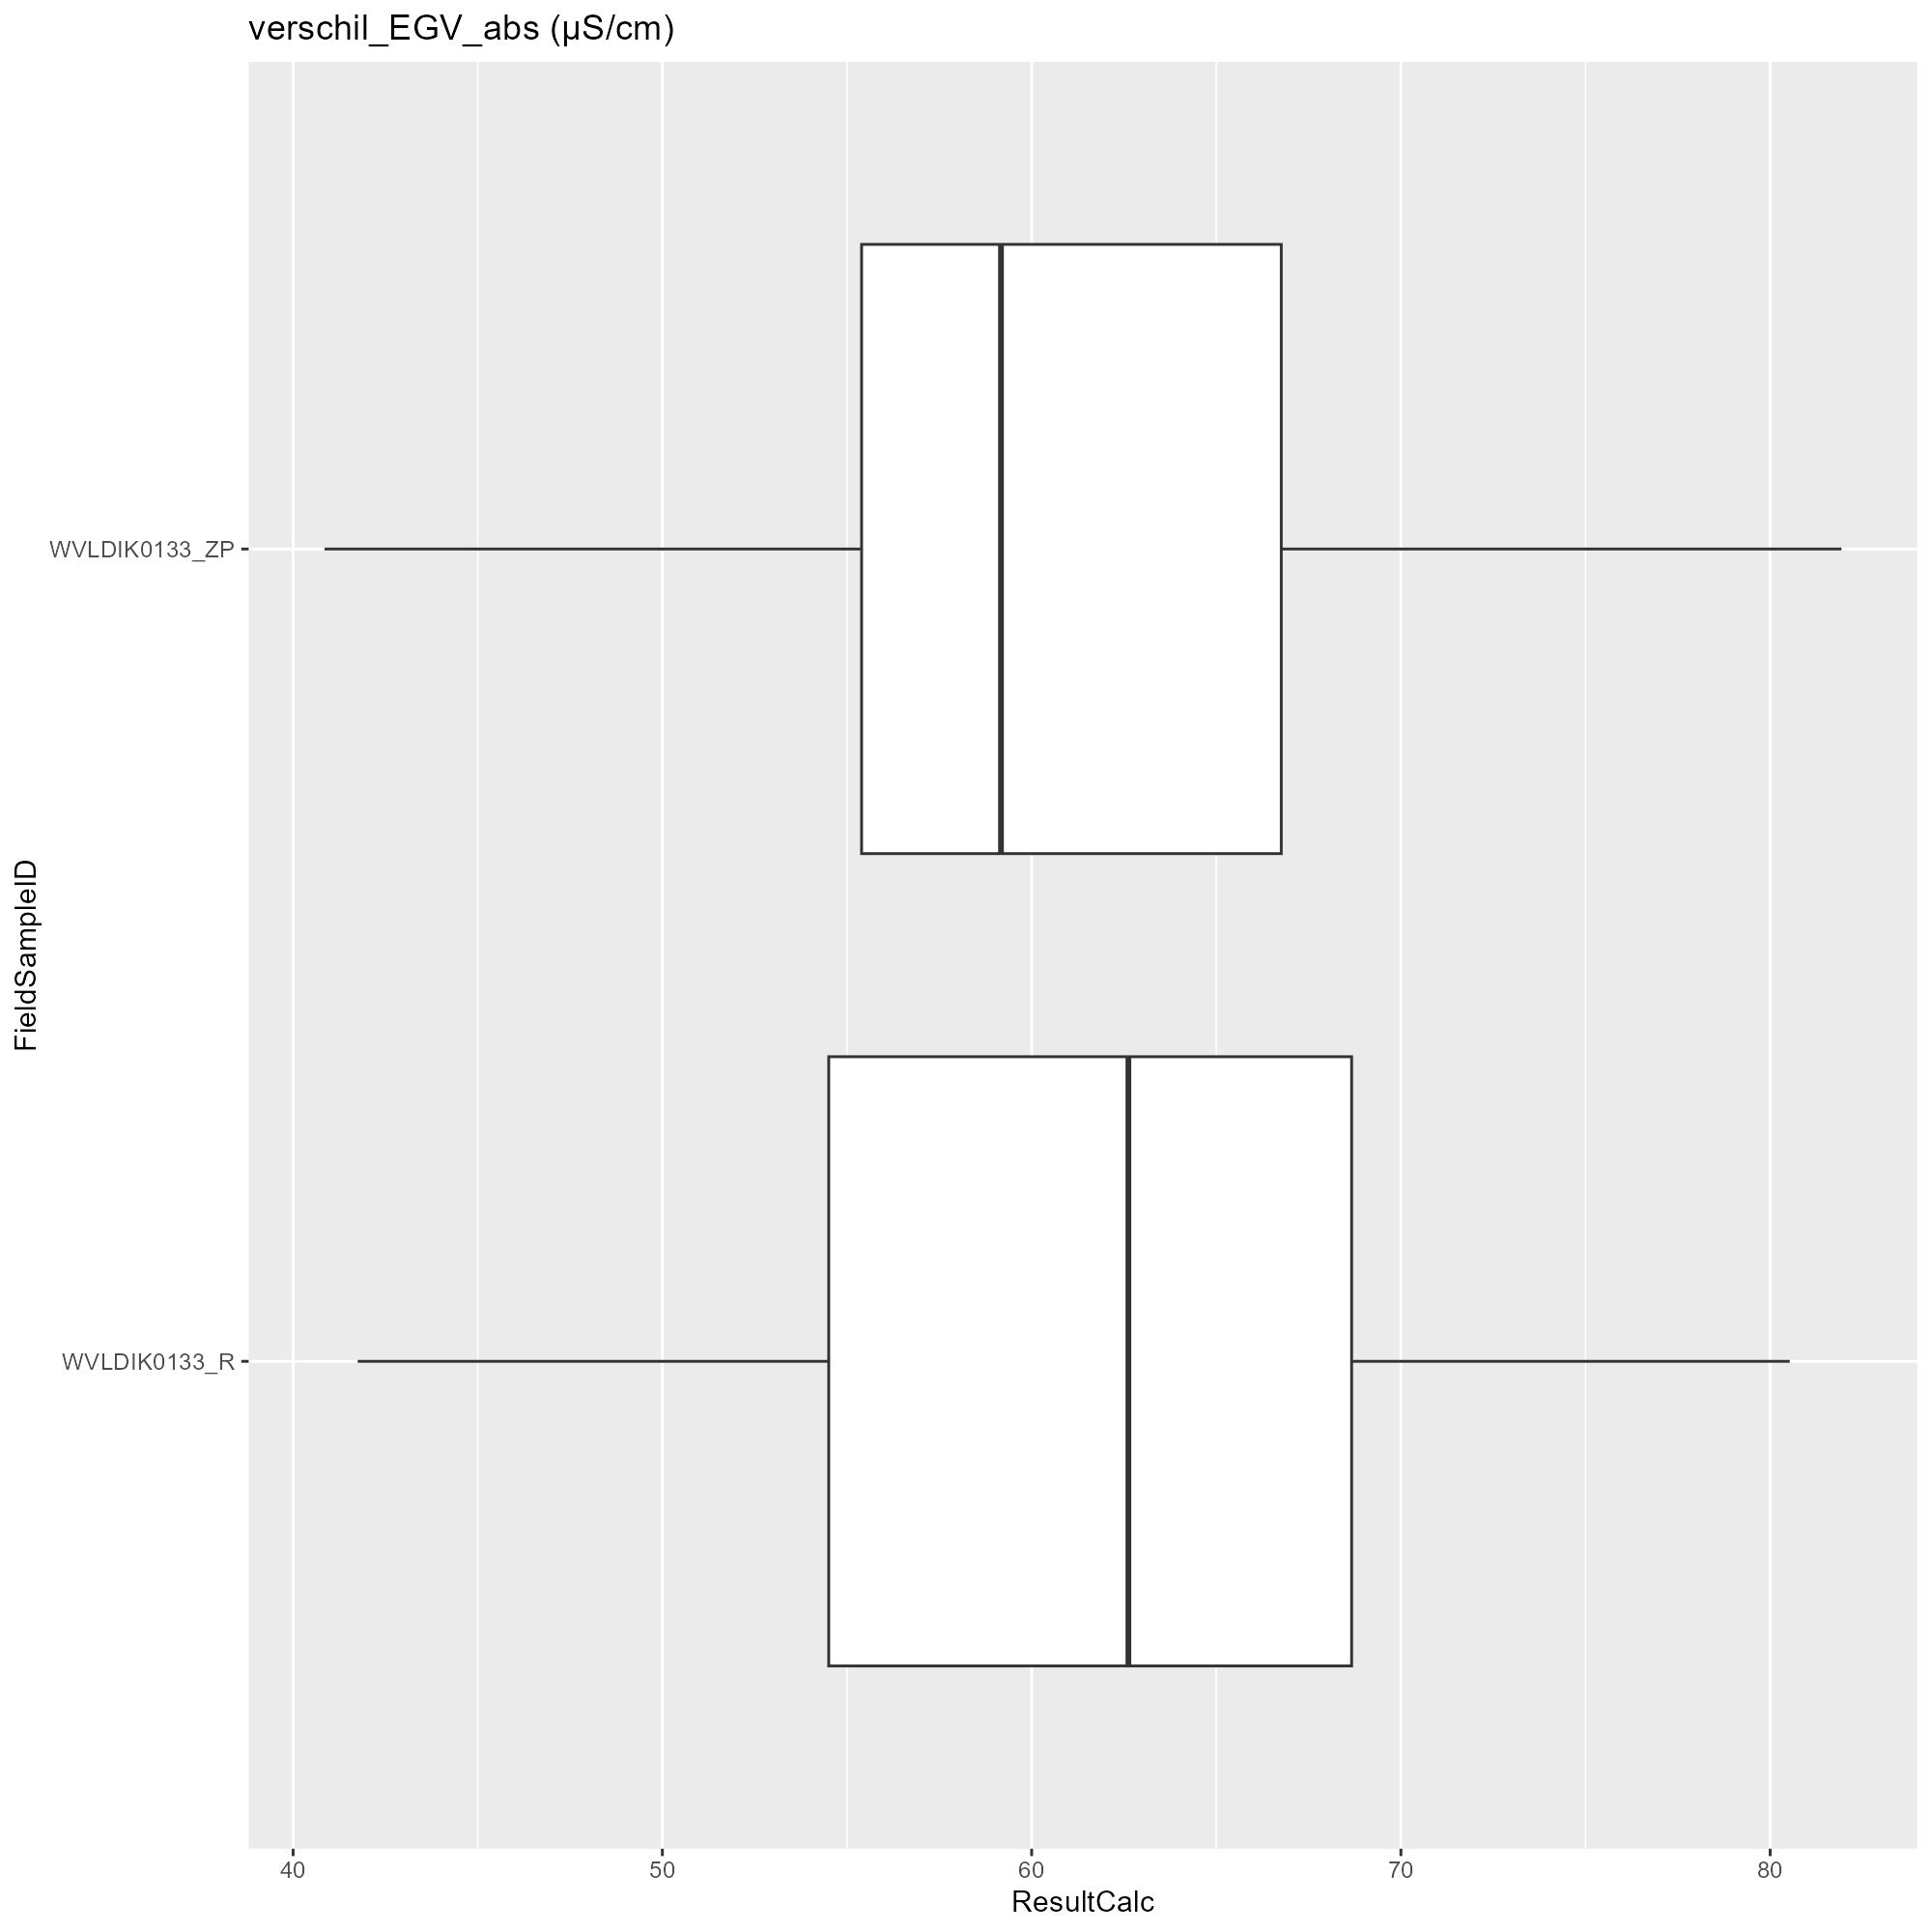 verschil_EGV_abs (µS/cm)
FieldSampleID
WVLDIK0133_ZP
WVLDIK0133_R
40 50 60 70 80
ResultCalc